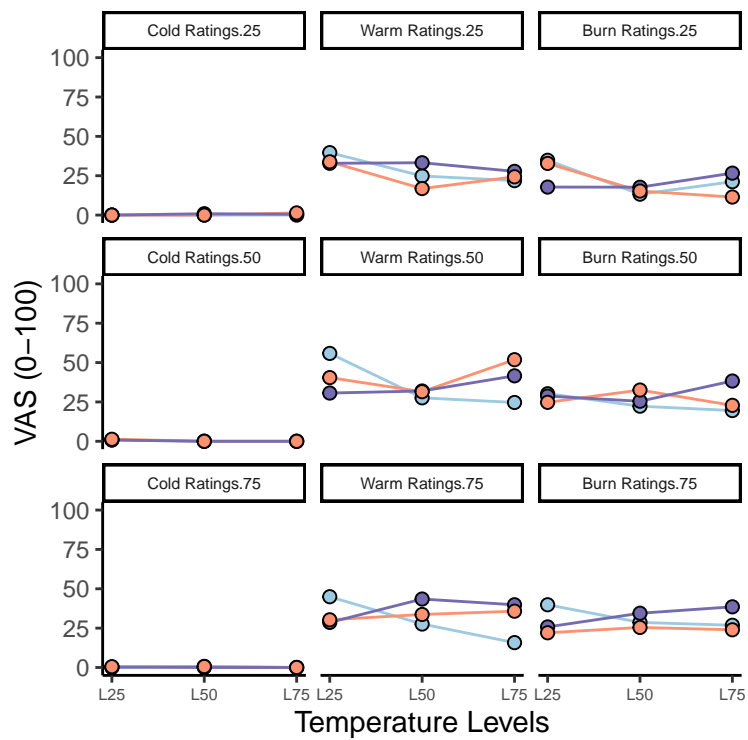 Cold Ratings.25
Warm Ratings.25
Burn Ratings.25
100
75
50
25
0
Cold Ratings.50
Warm Ratings.50
Burn Ratings.50
100
75
50
25
0
Cold Ratings.75
Warm Ratings.75
Burn Ratings.75
100
75
50
25
0
VAS (0−100)
L25 L50 L75 L25 L50 L75 L25 L50 L75
Temperature Levels